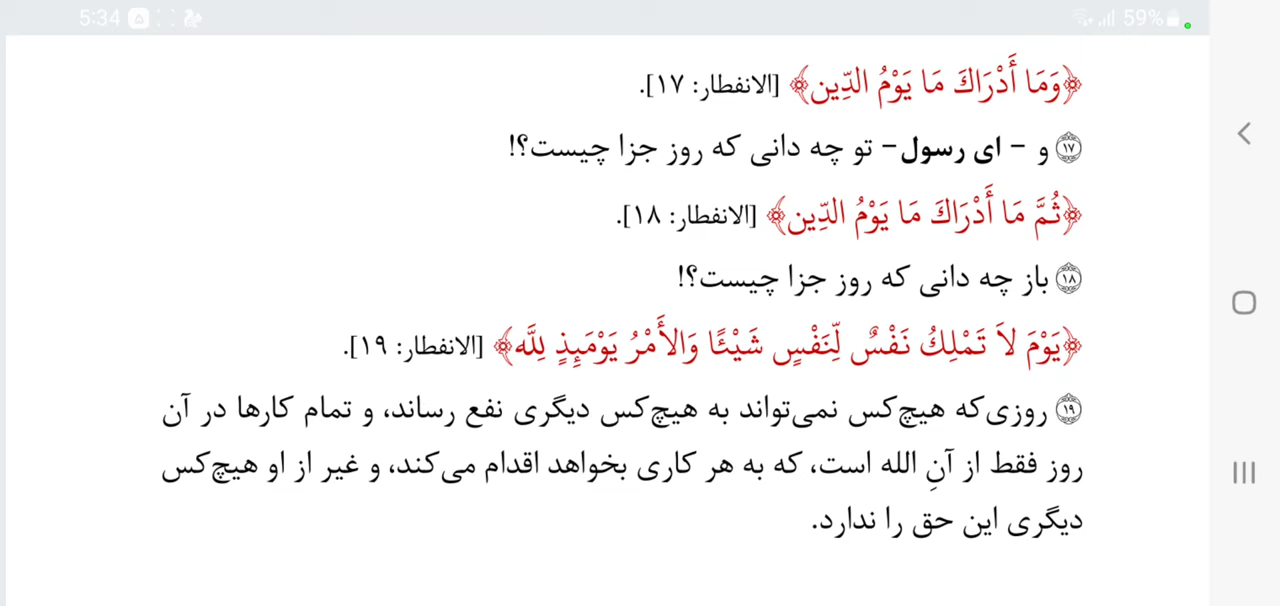 5:34
59%
﴿وَمَا أَدْرَاكَ مَا يَوْمُ الدِّين﴾ [الانفطار: ۱۷].
۱۷ و - ای رسول- تو چه دانی که روز جزا چیست؟!
﴿ثُمَّ مَا أَدْرَاكَ مَا يَوْمُ الدِّين﴾ [الانفطار: ۱۸].
۱۸ باز چه دانی که روز جزا چیست؟!
﴿يَوْمَ لاَ تَمْلِكُ نَفْسٌ لِّنَفْسٍ شَيْئًا وَالأَمْرُ يَوْمَئِذٍ لِلَّه﴾ [الانفطار: ۱۹].
۱۹ روزی‌که هیچ‌کس نمی‌تواند به هیچ‌کس دیگری نفع رساند، و تمام کارها در آن
روز فقط از آنِ الله است، که به هر کاری بخواهد اقدام می‌کند، و غیر از او هیچ‌کس
دیگری این حق را ندارد.